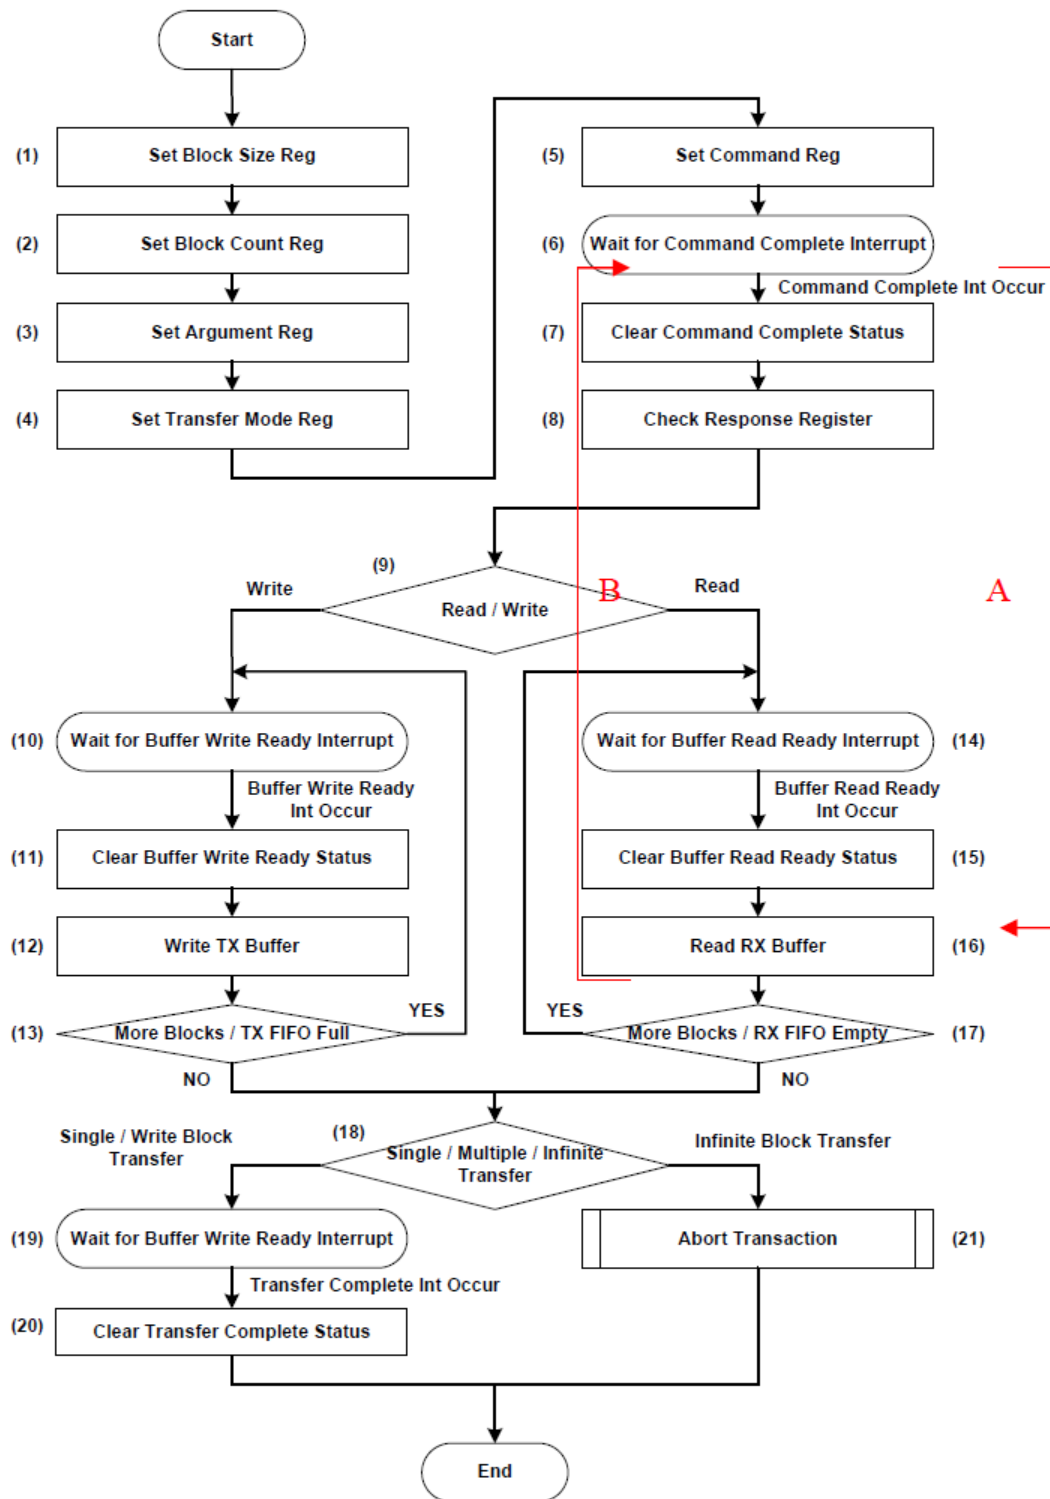 Start
(1)
Set Block Size Reg
(2)
Set Block Count Reg
(3)
Set Argument Reg
(4)
Set Transfer Mode Reg
(5)
Set Command Reg
(6)
Wait for Command Complete Interrupt
Command Complete Int Occur
(7)
Clear Command Complete Status
(8)
Check Response Register
(9)
Read / Write
Write
Read
B
A
(10)
Wait for Buffer Write Ready Interrupt
Buffer Write Ready
Int Occur
(11)
Clear Buffer Write Ready Status
(12)
Write TX Buffer
(13)
More Blocks / TX FIFO Full
YES
NO
Wait for Buffer Read Ready Interrupt
(14)
Buffer Read Ready
Int Occur
Clear Buffer Read Ready Status
(15)
Read RX Buffer
(16)
YES
More Blocks / RX FIFO Empty
(17)
NO
(18)
Single / Multiple / Infinite
Transfer
Single / Write Block
Transfer
Infinite Block Transfer
(19)
Wait for Buffer Write Ready Interrupt
Transfer Complete Int Occur
(20)
Clear Transfer Complete Status
Abort Transaction
(21)
End